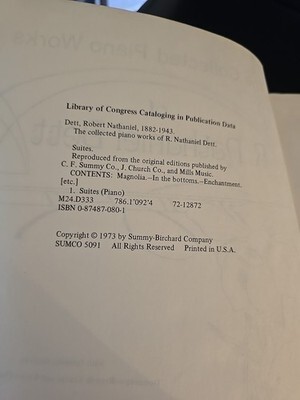 Library of Congress Cataloging in Publication Data
Dett, Robert Nathaniel, 1882-1943.
The collected piano works of R. Nathaniel Dett.
Suites.
Reproduced from the original editions published by
C. F. Summy Co., J. Church Co., and Mills Music.
CONTENTS: Magnolia.—In the bottoms.—Enchantment.
[etc.]
1. Suites (Piano)
M24.D333 786.1'092'4 72-12872
ISBN 0-87487-080-1
Copyright © 1973 by Summy-Birchard Company
SUMCO 5091 All Rights Reserved Printed in U.S.A.